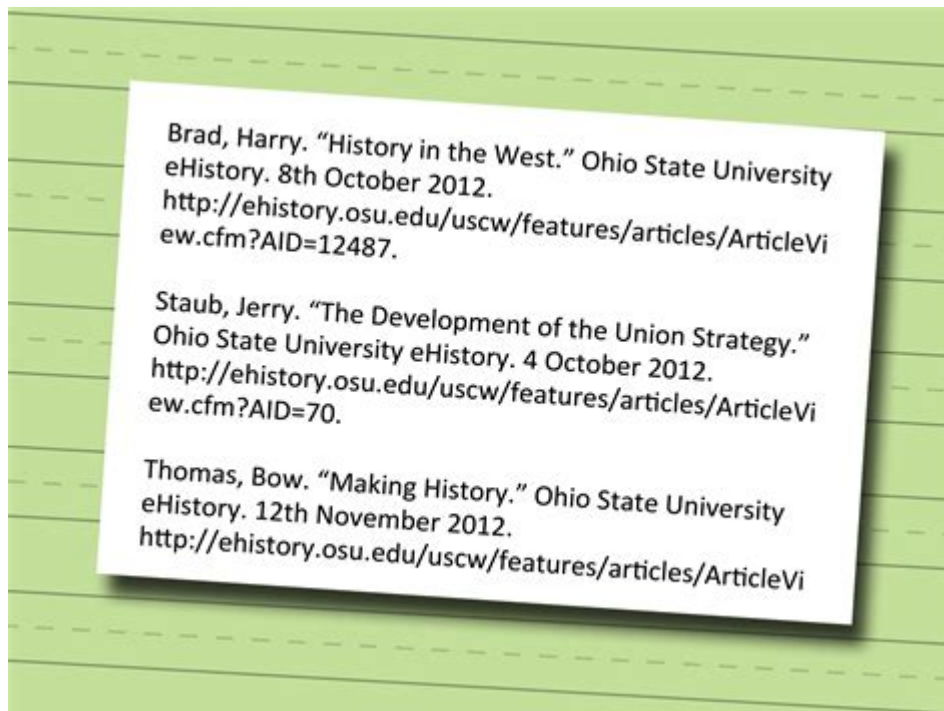 Brad, Harry. “History in the West.” Ohio State University
eHistory. 8th October 2012.
http://ehistory.osu.edu/uscw/features/articles/ArticleVi
ew.cfm?AID=12487.
Staub, Jerry. “The Development of the Union Strategy.”
Ohio State University eHistory. 4 October 2012.
http://ehistory.osu.edu/uscw/features/articles/ArticleVi
ew.cfm?AID=70.
Thomas, Bow. “Making History.” Ohio State University
eHistory. 12th November 2012.
http://ehistory.osu.edu/uscw/features/articles/ArticleVi